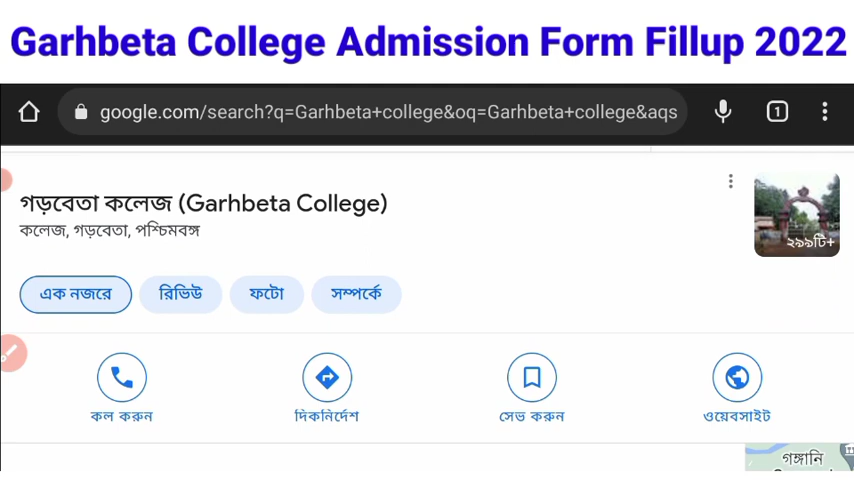 Garhbeta College Admission Form Fillup 2022
google.com/search?q=Garhbeta+college&oq=Garhbeta+college&aqs
1
গড়বেতা কলেজ (Garhbeta College)
কলেজ, গড়বেতা, পশ্চিমবঙ্গ
২৯৯টি+
এক নজরে রিভিউ ফটো সম্পর্কে
কল করুন দিকনির্দেশ সেভ করুন ওয়েবসাইট
গঙ্গানি